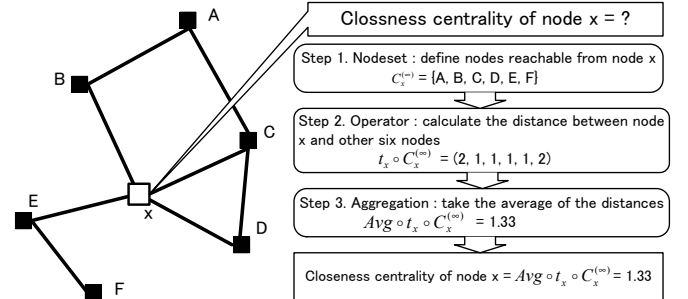 A
B
C
D
E
F
x
Clossness centrality of node x = ?
Step 1. Nodeset : define nodes reachable from node x
C_x^(∞) = {A, B, C, D, E, F}
Step 2. Operator : calculate the distance between node
x and other six nodes
t_x ∘ C_x^(∞) = (2, 1, 1, 1, 1, 2)
Step 3. Aggregation : take the average of the distances
Avg ∘ t_x ∘ C_x^(∞) = 1.33
Closeness centrality of node x = Avg ∘ t_x ∘ C_x^(∞) = 1.33